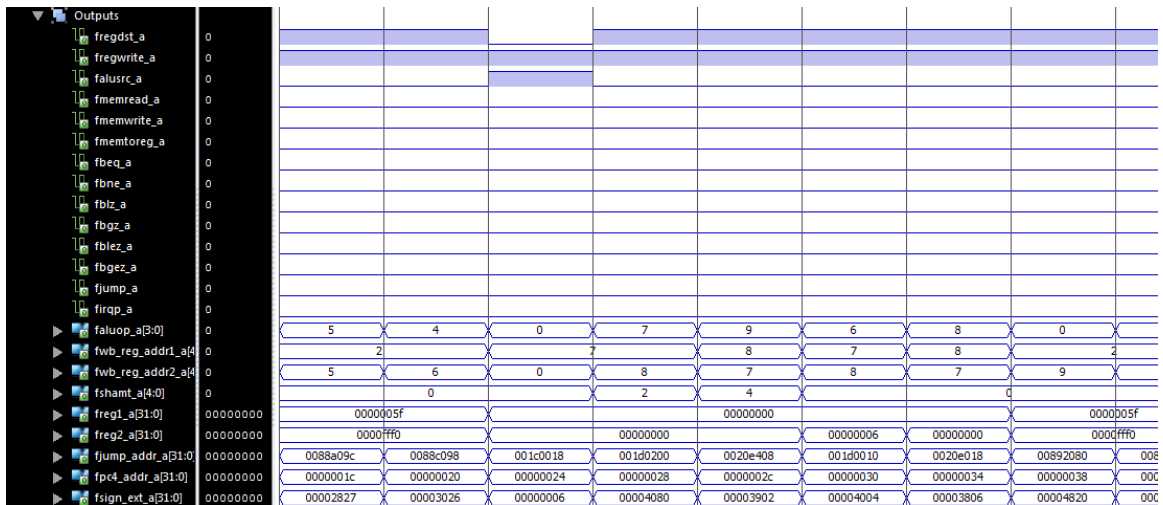 Outputs
fregdst_a 0
fregwrite_a 0
falusrc_a 0
fmemread_a 0
fmemwrite_a 0
fmemtoreg_a 0
fbeq_a 0
fbne_a 0
fblz_a 0
fbgz_a 0
fblez_a 0
fbgez_a 0
fjump_a 0
firqp_a 0
faluop_a[3:0] 0 5 4 0 7 9 6 8 0
fwb_reg_addr1_a[4 0 2 7 8 7 8 2
fwb_reg_addr2_a[4 0 5 6 0 8 7 8 7 9
fshamt_a[4:0] 0 0 2 4 0
freg1_a[31:0] 00000000 0000005f 00000000 0000005f
freg2_a[31:0] 00000000 0000fff0 00000000 00000006 00000000 0000fff0
fjump_addr_a[31:0] 00000000 0088a09c 0088c098 001c0018 001d0200 0020e408 001d0010 0020e018 00892080 008
fpc4_addr_a[31:0] 00000000 0000001c 00000020 00000024 00000028 0000002c 00000030 00000034 00000038 000
fsign_ext_a[31:0] 00000000 00002827 00003026 00000006 00004080 00003902 00004004 00003806 00004820 000